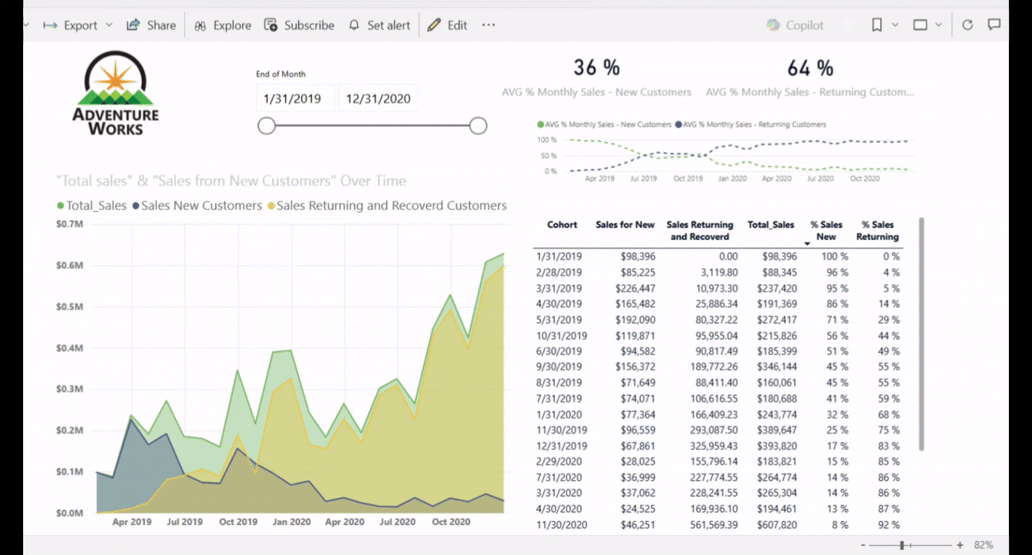 Export Share Explore Subscribe Set alert Edit ... Copilot
ADVENTURE
WORKS
End of Month
1/31/2019 12/31/2020
36 %
AVG % Monthly Sales - New Customers
64 %
AVG % Monthly Sales - Returning Custom...
AVG % Monthly Sales - New Customers AVG % Monthly Sales - Returning Customers
100 %
50 %
0 %
Apr 2019 Jul 2019 Oct 2019 Jan 2020 Apr 2020 Jul 2020 Oct 2020
"Total sales" & "Sales from New Customers" Over Time
Total_Sales Sales New Customers Sales Returning and Recoverd Customers
$0.7M
$0.6M
$0.5M
$0.4M
$0.3M
$0.2M
$0.1M
$0.0M
Apr 2019 Jul 2019 Oct 2019 Jan 2020 Apr 2020 Jul 2020 Oct 2020
Cohort Sales for New Sales Returning Total_Sales % Sales % Sales
and Recoverd New Returning
1/31/2019 $98,396 0.00 $98,396 100 % 0 %
2/28/2019 $85,225 3,119.80 $88,345 96 % 4 %
3/31/2019 $226,447 10,973.30 $237,420 95 % 5 %
4/30/2019 $165,482 25,886.34 $191,369 86 % 14 %
5/31/2019 $192,090 80,327.22 $272,417 71 % 29 %
10/31/2019 $119,871 95,955.04 $215,826 56 % 44 %
6/30/2019 $94,582 90,817.49 $185,399 51 % 49 %
9/30/2019 $156,372 189,772.26 $346,144 45 % 55 %
8/31/2019 $71,649 88,411.40 $160,061 45 % 55 %
7/31/2019 $74,071 106,616.55 $180,688 41 % 59 %
1/31/2020 $77,364 166,409.23 $243,774 32 % 68 %
11/30/2019 $96,559 293,087.50 $389,647 25 % 75 %
12/31/2019 $67,861 325,959.43 $393,820 17 % 83 %
2/29/2020 $28,025 155,796.14 $183,821 15 % 85 %
7/31/2020 $36,999 227,774.55 $264,774 14 % 86 %
3/31/2020 $37,062 228,241.55 $265,304 14 % 86 %
4/30/2020 $24,525 169,936.10 $194,461 13 % 87 %
11/30/2020 $46,251 561,569.39 $607,820 8 % 92 %
- + 82%